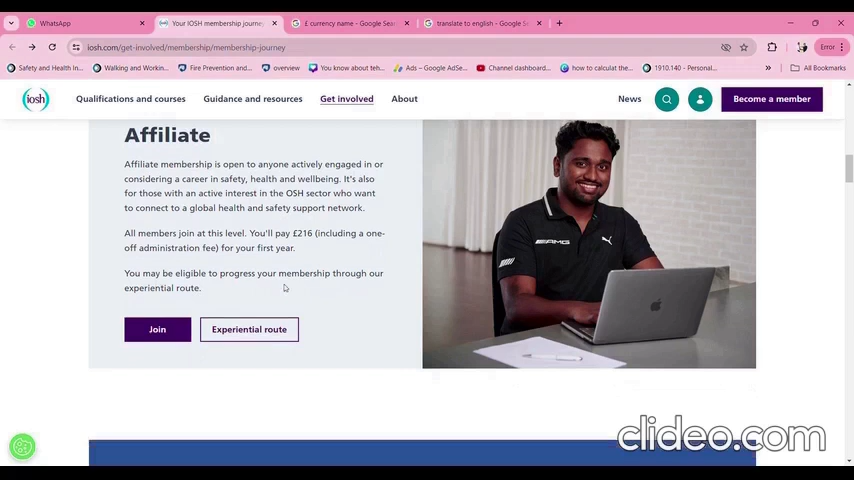 WhatsApp
Your IOSH membership journey
£ currency name - Google Sear
translate to english - Google Se
iosh.com/get-involved/membership/membership-journey
Error
Safety and Health In...
Walking and Workin...
Fire Prevention and...
overview
You know about teh...
Ads – Google AdSe...
Channel dashboard...
how to calculat the...
1910.140 - Personal...
»
All Bookmarks
iosh
Qualifications and courses
Guidance and resources
Get involved
About
News
Become a member
Affiliate
Affiliate membership is open to anyone actively engaged in or
considering a career in safety, health and wellbeing. It's also
for those with an active interest in the OSH sector who want
to connect to a global health and safety support network.
All members join at this level. You'll pay £216 (including a one-
off administration fee) for your first year.
You may be eligible to progress your membership through our
experiential route.
Join
Experiential route
AMG
clideo.com